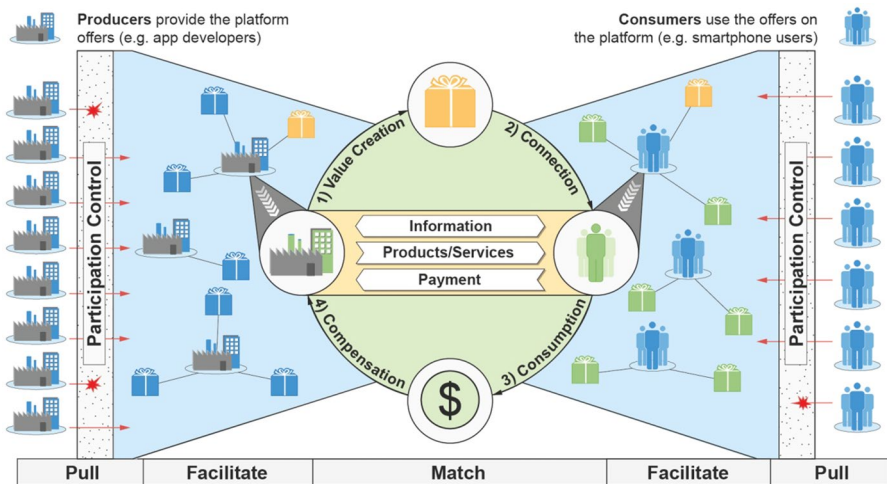 Producers provide the platform
offers (e.g. app developers)
Consumers use the offers on
the platform (e.g. smartphone users)
Participation Control
1) Value Creation
2) Connection
Information
Products/Services
Payment
4) Compensation
3) Consumption
$
Participation Control
Pull
Facilitate
Match
Facilitate
Pull